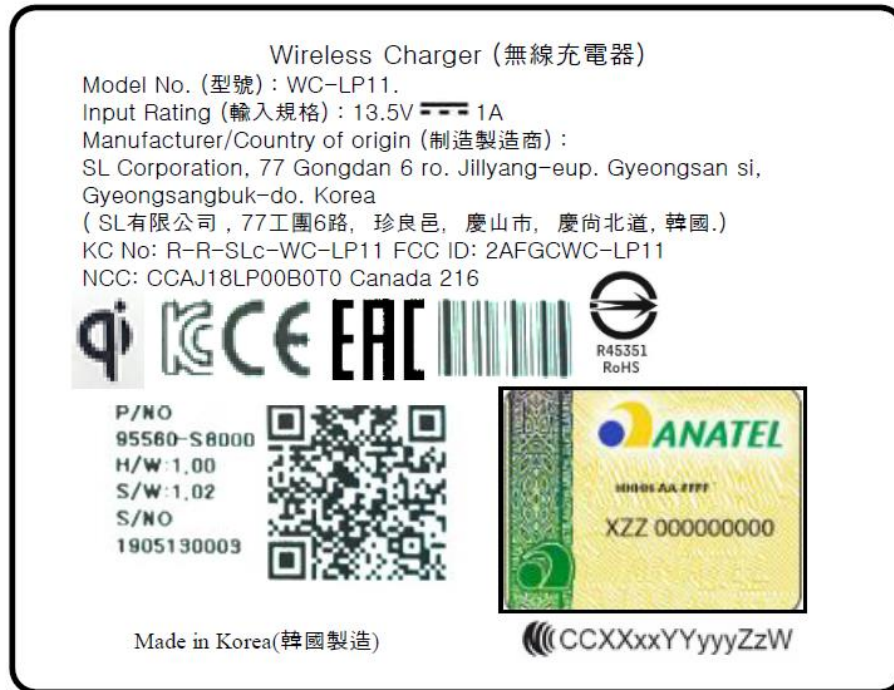 Wireless Charger (無線充電器)
Model No. (型號) : WC-LP11.
Input Rating (輸入規格) : 13.5V 1A
Manufacturer/Country of origin (制造製造商) :
SL Corporation, 77 Gongdan 6 ro. Jillyang-eup. Gyeongsan si,
Gyeongsangbuk-do. Korea
( SL有限公司 , 77工團6路, 珍良邑, 慶山市, 慶尚北道, 韓國.)
KC No: R-R-SLc-WC-LP11 FCC ID: 2AFGCWC-LP11
NCC: CCAJ18LP00B0T0 Canada 216
qi KC CE EAC
R45351
RoHS
P/NO
95560-S8000
H/W:1.00
S/W:1.02
S/NO
1905130003
ANATEL
XZZ 000000000
Made in Korea(韓國製造)
CCXXxxYYyyyZzW